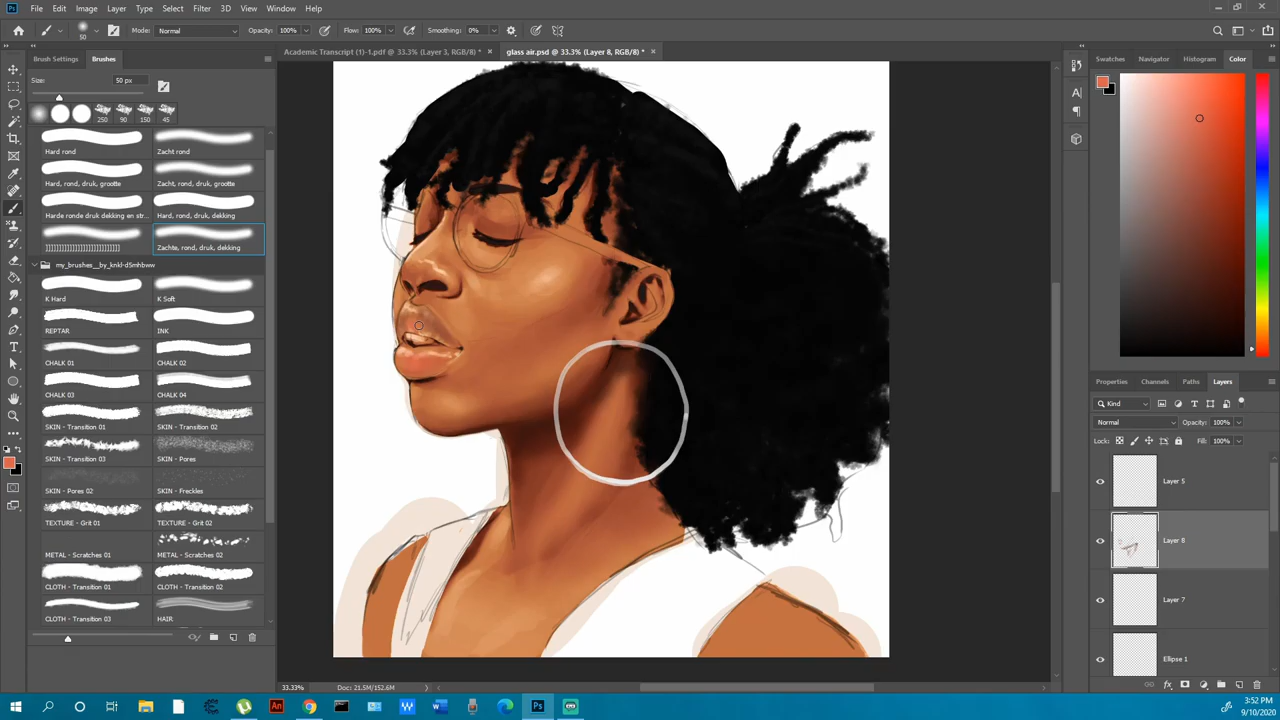 File Edit Image Layer Type Select Filter 3D View Window Help
50 Mode: Normal Opacity: 100% Flow: 100% Smoothing: 0%
Brush Settings Brushes
Academic Transcript (1)-1.pdf @ 33.3% (Layer 3, RGB/8) * × glass air.psd @ 33.3% (Layer 8, RGB/8) * ×
Swatches Navigator Histogram Color
Size: 50 px
250 90 150 45
Hard rond Zacht rond
Hard, rond, druk, grootte Zacht, rond, druk, grootte
Harde ronde druk dekking en str... Hard, rond, druk, dekking
Zachte, rond, druk, dekking
my_brushes__by_knkl-d5mhbww
K Hard K Soft
REPTAR INK
CHALK 01 CHALK 02
CHALK 03 CHALK 04
SKIN - Transition 01 SKIN - Transition 02
SKIN - Transition 03 SKIN - Pores
SKIN - Pores 02 SKIN - Freckles
TEXTURE - Grit 01 TEXTURE - Grit 02
METAL - Scratches 01 METAL - Scratches 02
CLOTH - Transition 01 CLOTH - Transition 02
CLOTH - Transition 03 HAIR
Properties Channels Paths Layers
Kind
Normal Opacity: 100%
Lock: Fill: 100%
Layer 5
Layer 8
Layer 7
Ellipse 1
33.33% Doc: 21.5M/152.6M
3:52 PM
9/10/2020